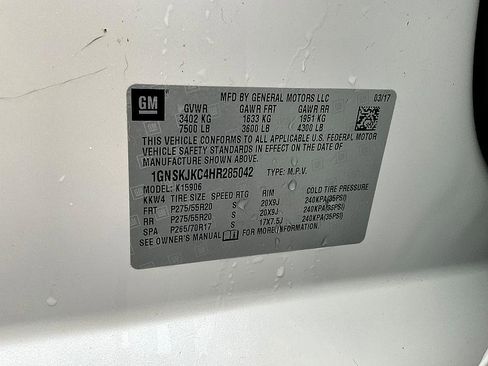 GM
MFD BY GENERAL MOTORS LLC 03/17
GVWR GAWR FRT GAWR RR
3402 KG 1633 KG 1951 KG
7500 LB 3600 LB 4300 LB
THIS VEHICLE CONFORMS TO ALL APPLICABLE U.S. FEDERAL MOTOR
VEHICLE SAFETY STANDARDS IN EFFECT ON THE DATE OF
MANUFACTURE SHOWN ABOVE.
1GNSKJKC4HR285042 TYPE: M.P.V.
MODEL: K15906
KKW4 TIRE SIZE SPEED RTG RIM COLD TIRE PRESSURE
FRT P275/55R20 S 20X9J 240KPA(35PSI)
RR P275/55R20 S 20X9J 240KPA(35PSI)
SPA P265/70R17 S 17X7.5J 240KPA(35PSI)
SEE OWNER'S MANUAL FOR ADDITIONAL INFORMATION.